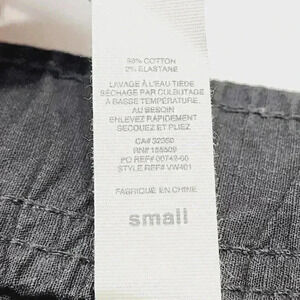 98% COTTON
2% ELASTANE
LAVAGE À L'EAU TIÈDE
SÉCHAGE PAR CULBUTAGE
À BASSE TEMPÉRATURE,
AU BESOIN
ENLEVEZ RAPIDEMENT
SECOUEZ ET PLIEZ
CA# 32350
RN# 155509
PO REF# 00742-00
STYLE REF# VW401
FABRIQUÉ EN CHINE
small